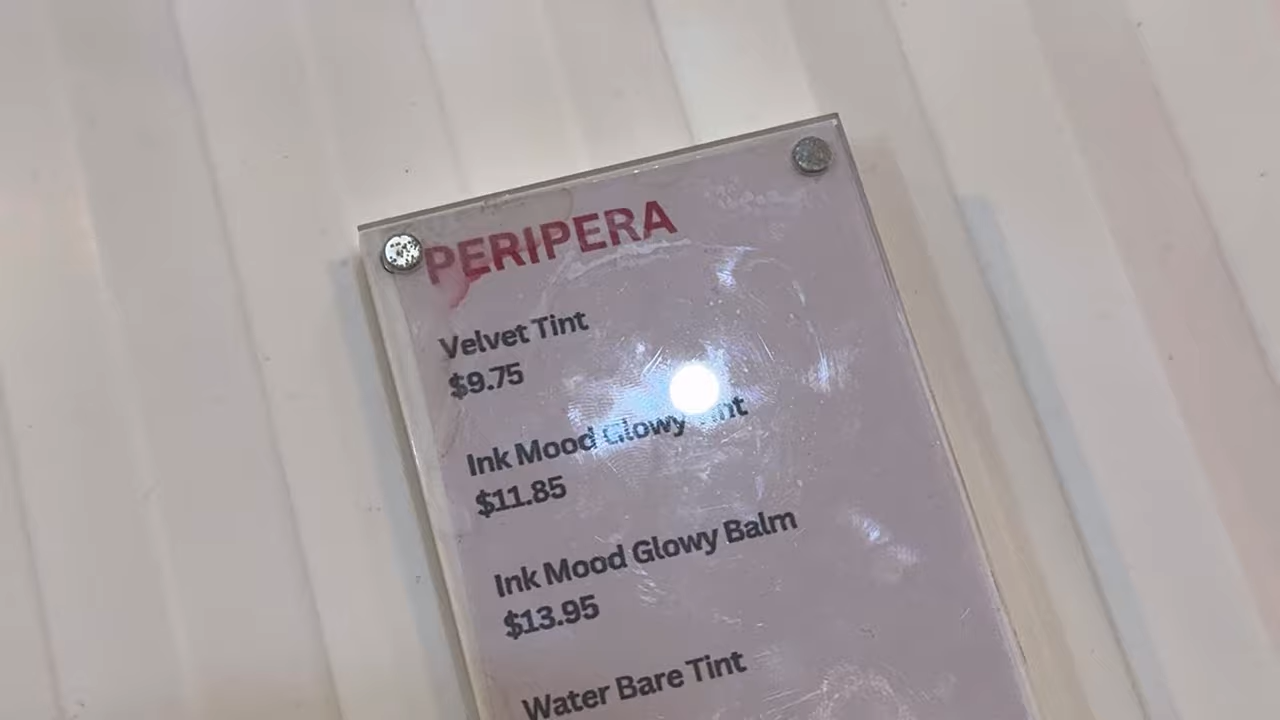 PERIPERA
Velvet Tint
$9.75
Ink Mood Glowy Tint
$11.85
Ink Mood Glowy Balm
$13.95
Water Bare Tint